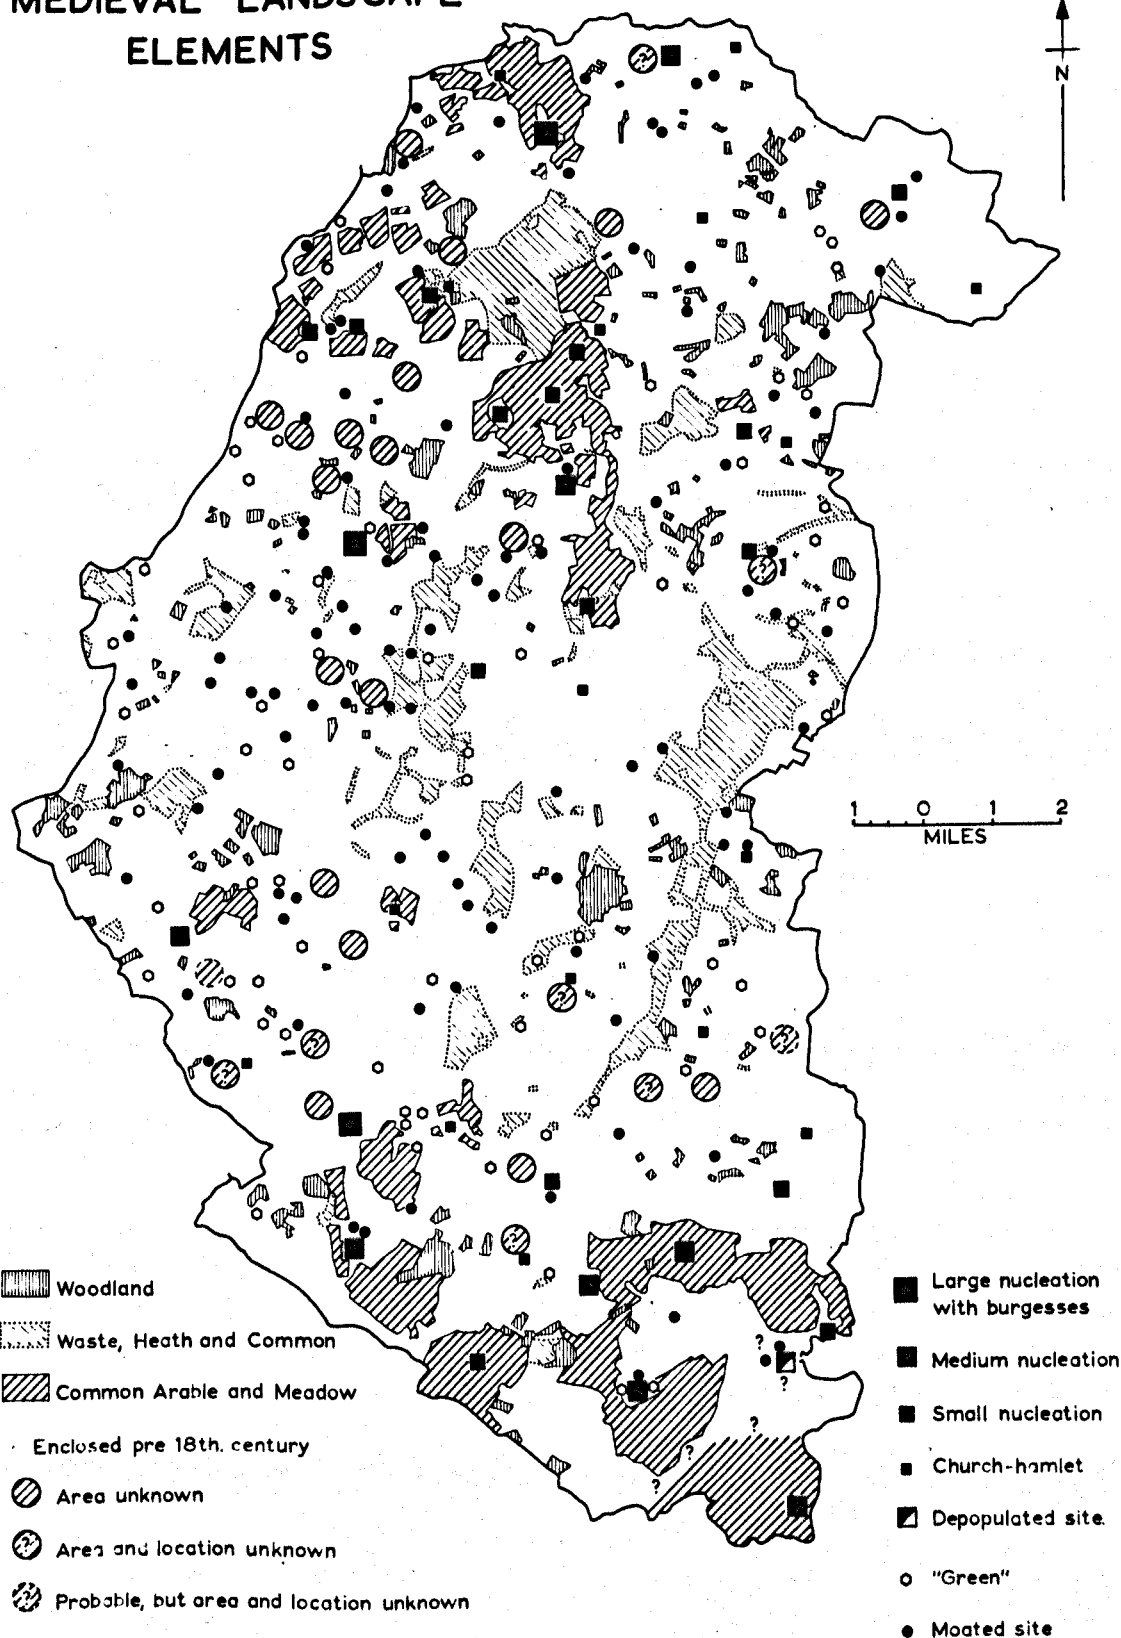 MEDIEVAL LANDSCAPE
ELEMENTS
N
1 0 1 2
MILES
?
?
?
?
?
Woodland
Waste, Heath and Common
Common Arable and Meadow
Enclosed pre 18th. century
Area unknown
? Area and location unknown
? Probable, but area and location unknown
Large nucleation
with burgesses
Medium nucleation
Small nucleation
Church-hamlet
Depopulated site.
"Green"
Moated site